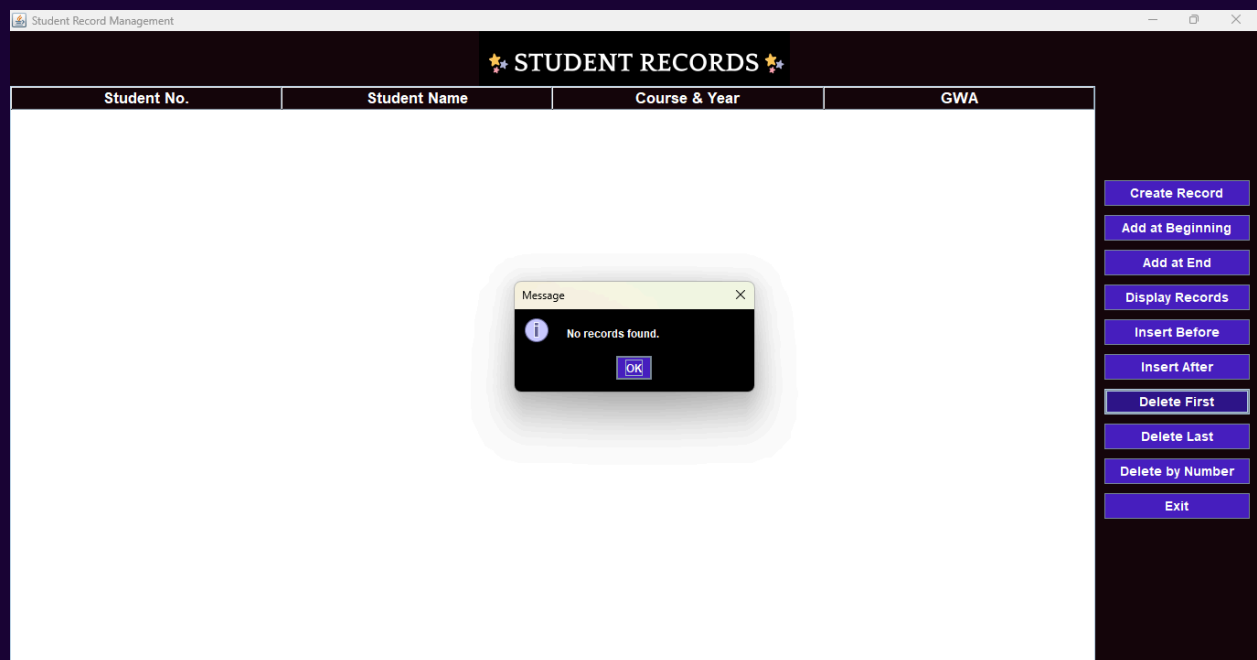 Student Record Management
STUDENT RECORDS
Student No. Student Name Course & Year GWA
Create Record
Add at Beginning
Add at End
Display Records
Insert Before
Insert After
Delete First
Delete Last
Delete by Number
Exit
Message
No records found.
OK